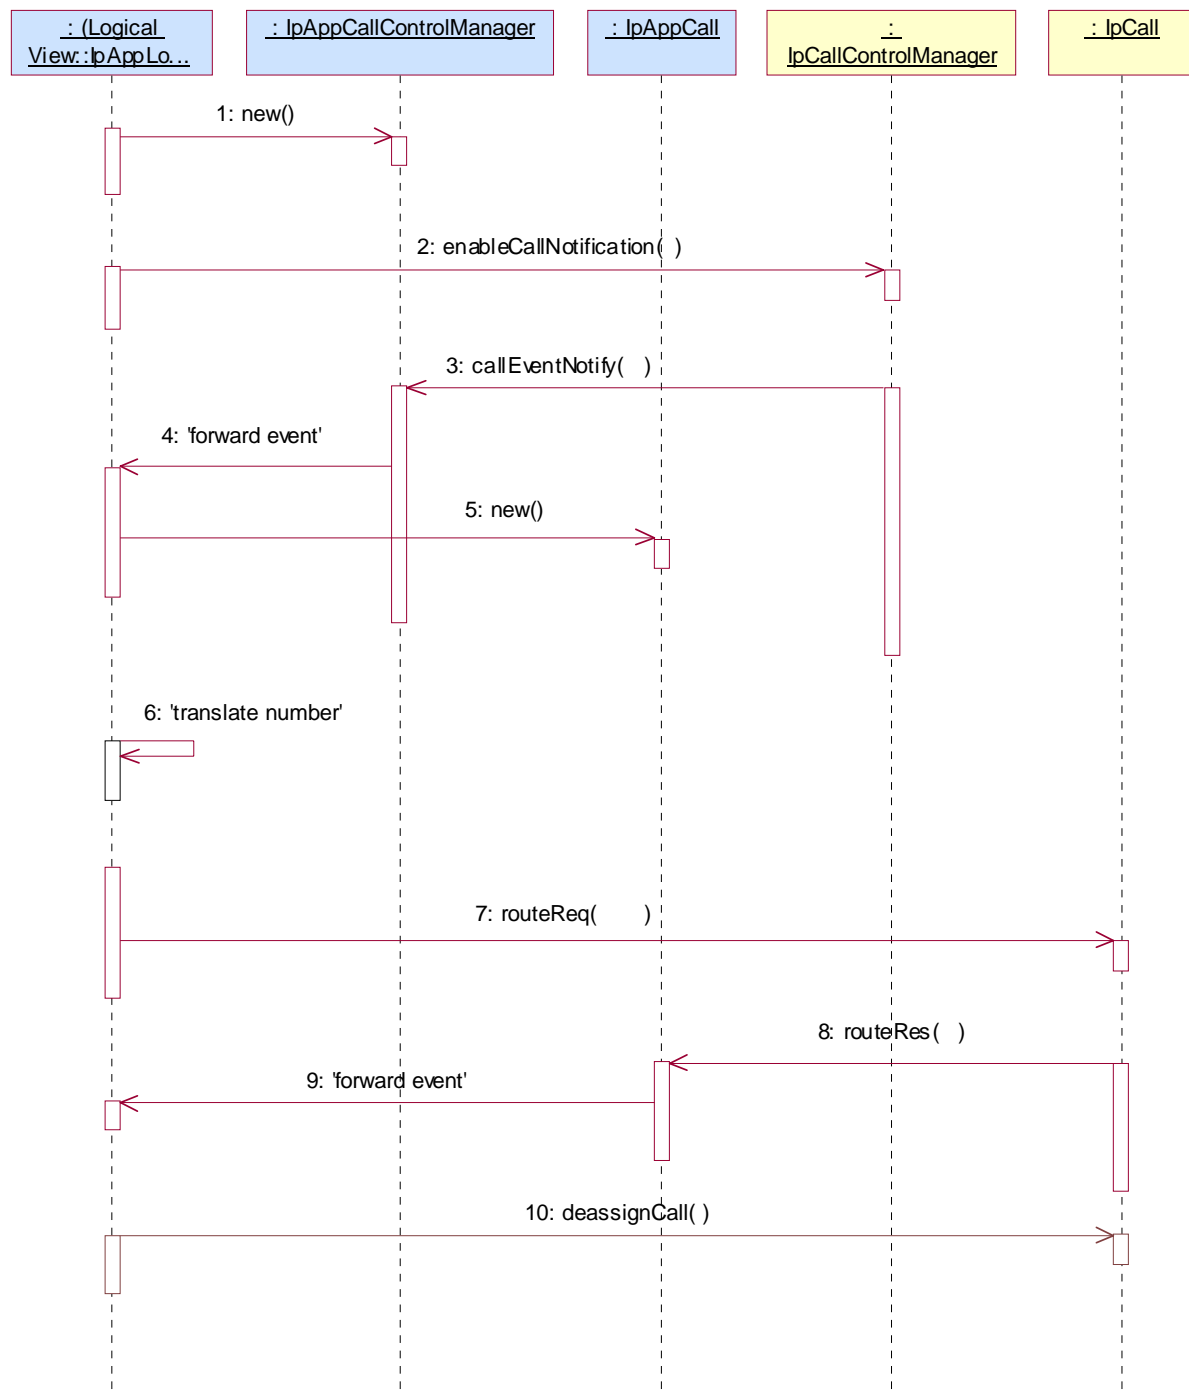 : (Logical
View::IpAppLo...
: IpAppCallControlManager
: IpAppCall
:
IpCallControlManager
: IpCall
1: new()
2: enableCallNotification( )
3: callEventNotify( )
4: 'forward event'
5: new()
6: 'translate number'
7: routeReq( )
8: routeRes( )
9: 'forward event'
10: deassignCall( )